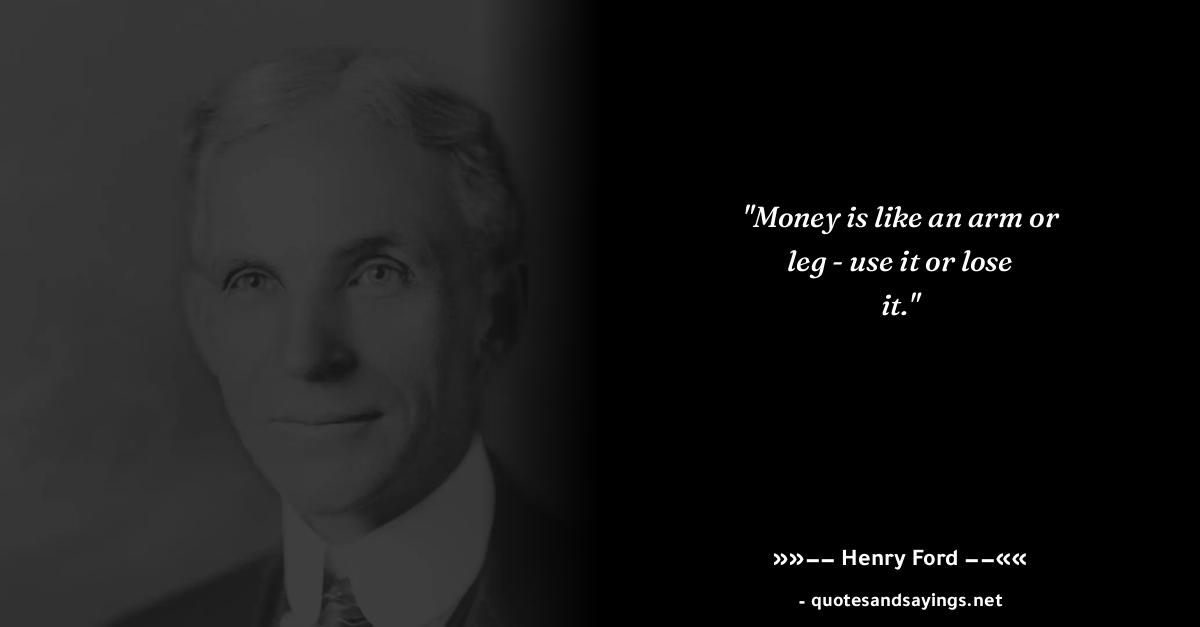 "Money is like an arm or
leg - use it or lose
it."
»»−− Henry Ford −−««
- quotesandsayings.net